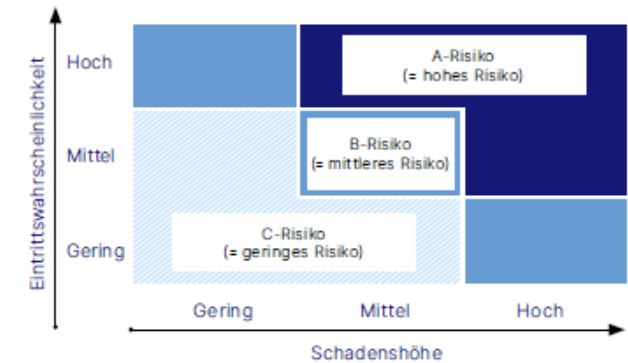 Eintrittswahrscheinlichkeit
Hoch
Mittel
Gering
A-Risiko
(= hohes Risiko)
B-Risiko
(= mittleres Risiko)
C-Risiko
(= geringes Risiko)
Gering
Mittel
Hoch
Schadenshöhe